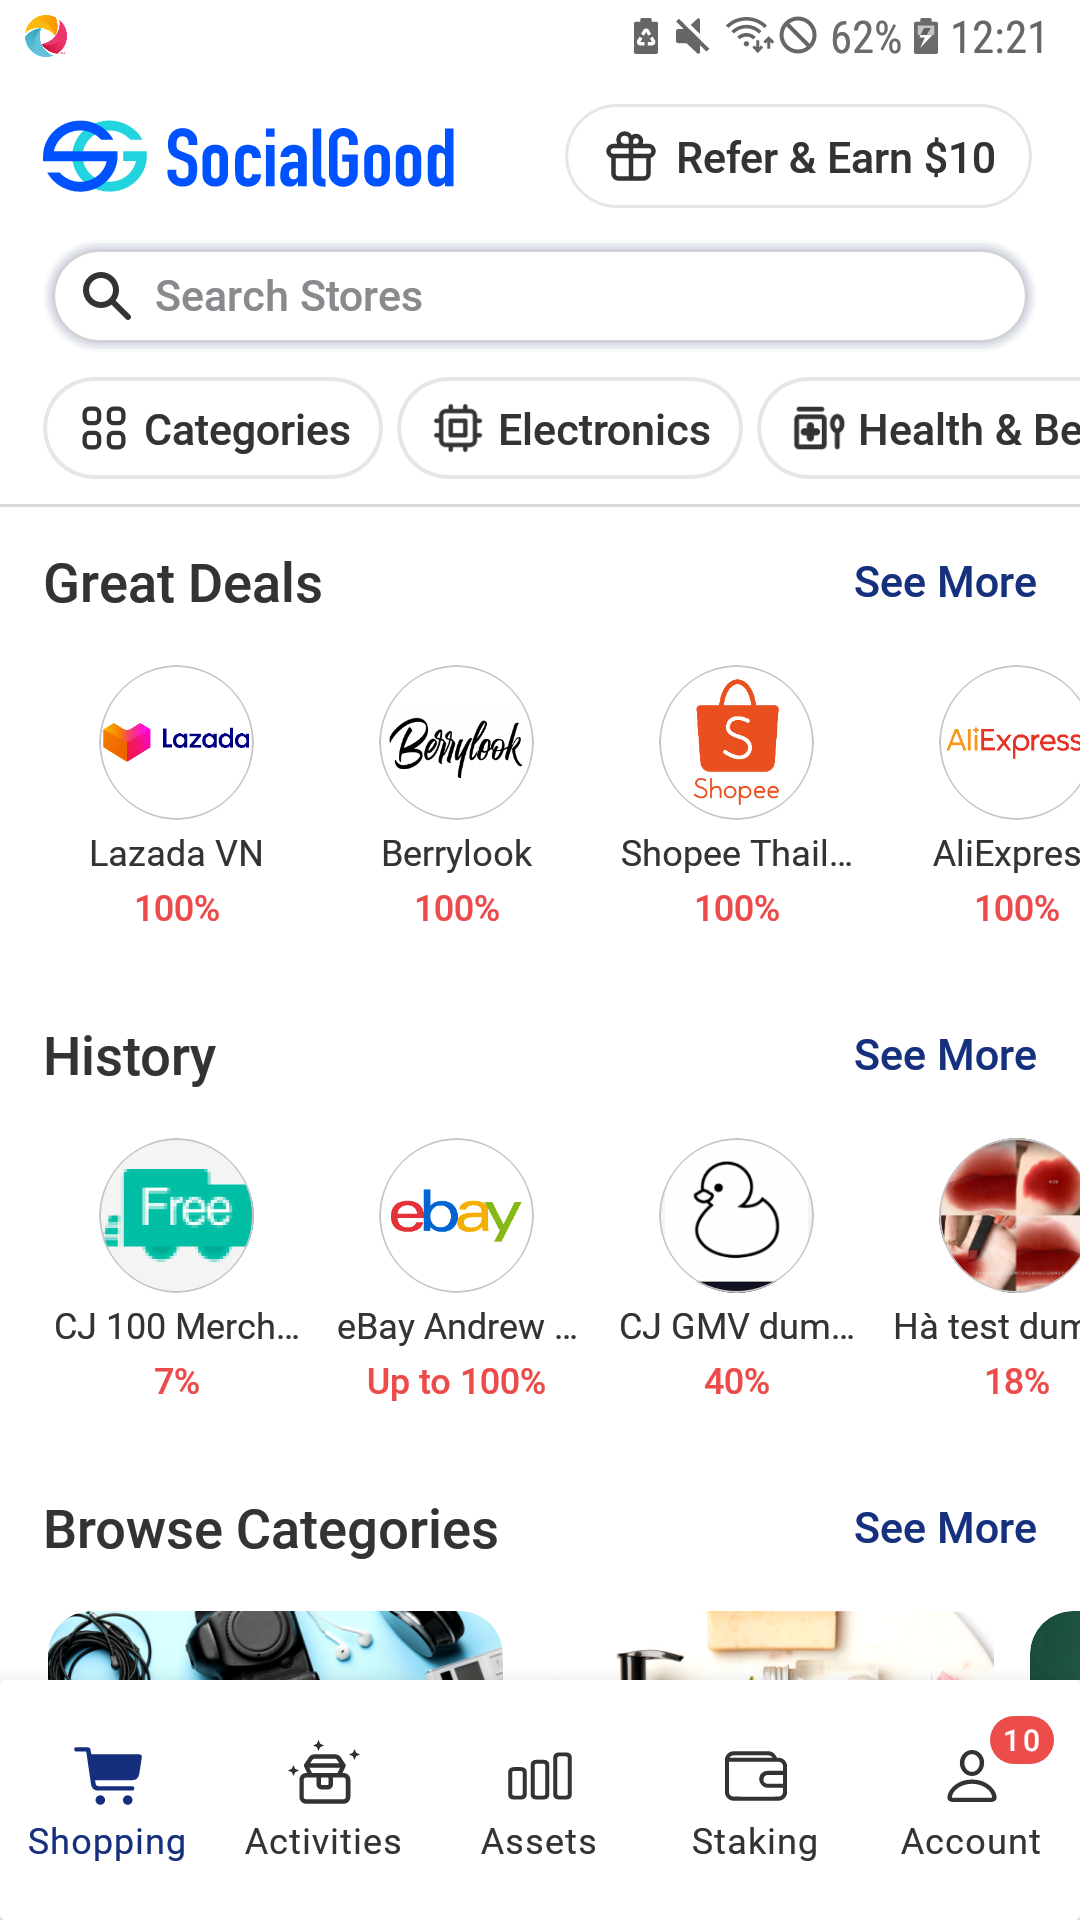 62% 12:21
SocialGood
Refer & Earn $10
Search Stores
Categories Electronics Health & Be
Great Deals See More
Lazada Berrylook S Shopee AliExpress
Lazada VN Berrylook Shopee Thail... AliExpres
100% 100% 100% 100%
History See More
Free ebay
CJ 100 Merch... eBay Andrew ... CJ GMV dum... Hà test dum
7% Up to 100% 40% 18%
Browse Categories See More
10
Shopping Activities Assets Staking Account